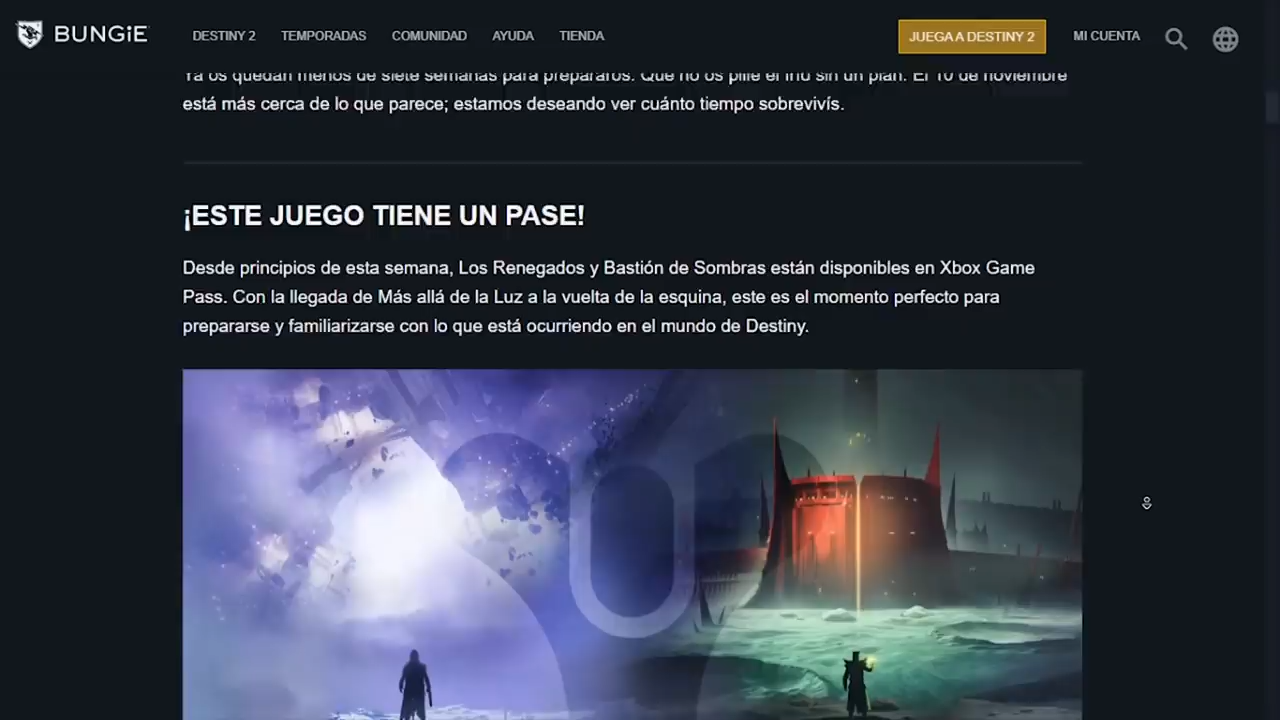 BUNGiE
DESTINY 2 TEMPORADAS COMUNIDAD AYUDA TIENDA JUEGA A DESTINY 2 MI CUENTA
Ya os quedan menos de siete semanas para prepararos. Que no os pille el frío sin un plan. El 10 de noviembre
está más cerca de lo que parece; estamos deseando ver cuánto tiempo sobrevivís.
¡ESTE JUEGO TIENE UN PASE!
Desde principios de esta semana, Los Renegados y Bastión de Sombras están disponibles en Xbox Game
Pass. Con la llegada de Más allá de la Luz a la vuelta de la esquina, este es el momento perfecto para
prepararse y familiarizarse con lo que está ocurriendo en el mundo de Destiny.